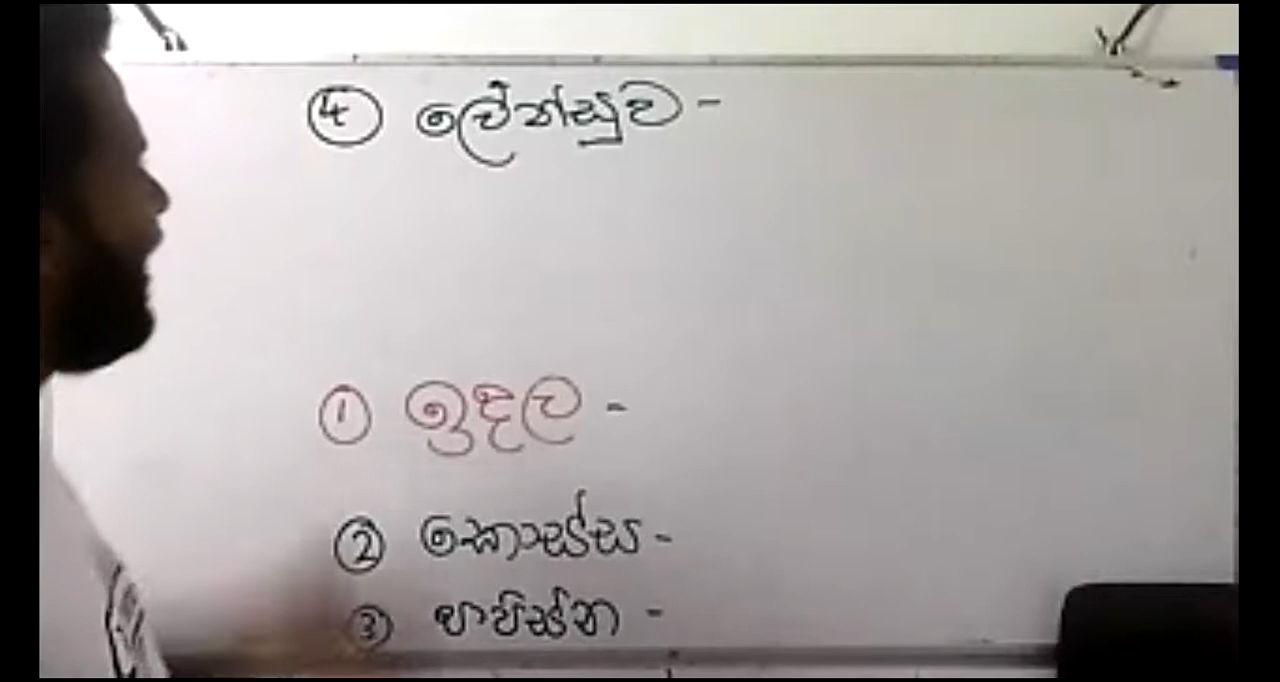 ④ ලේන්සුව -
① ඉදල -
② කොස්ස -
③ පාපිස්න -